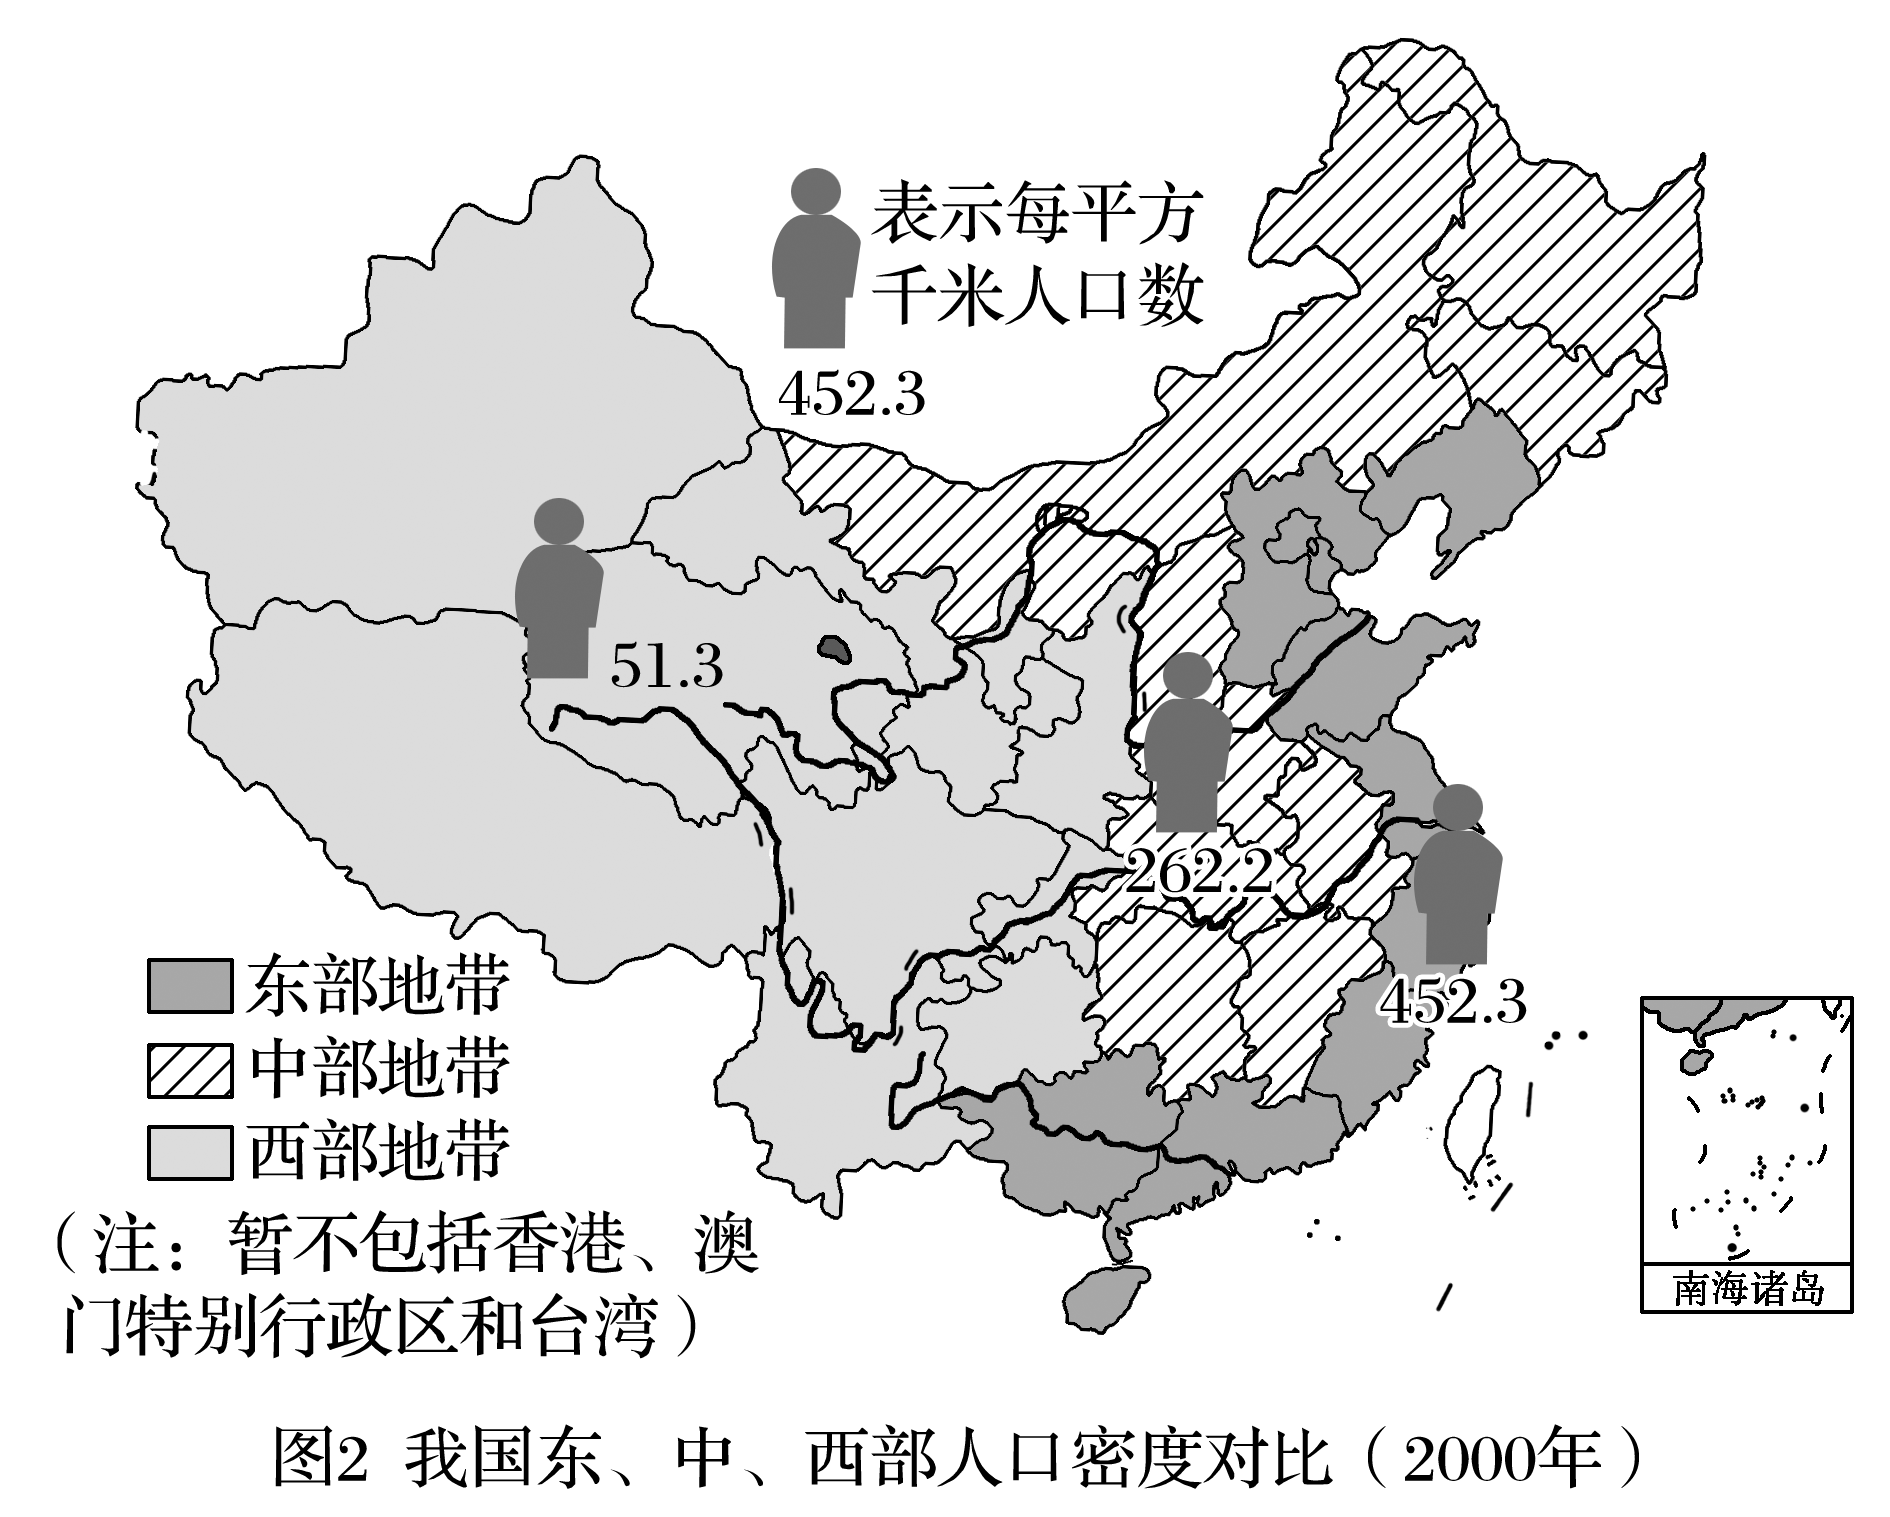 表示每平方
千米人口数
452.3
51.3
262.2
452.3
东部地带
中部地带
西部地带
（注：暂不包括香港、澳
门特别行政区和台湾）
南海诸岛
图2 我国东、中、西部人口密度对比（2000年）